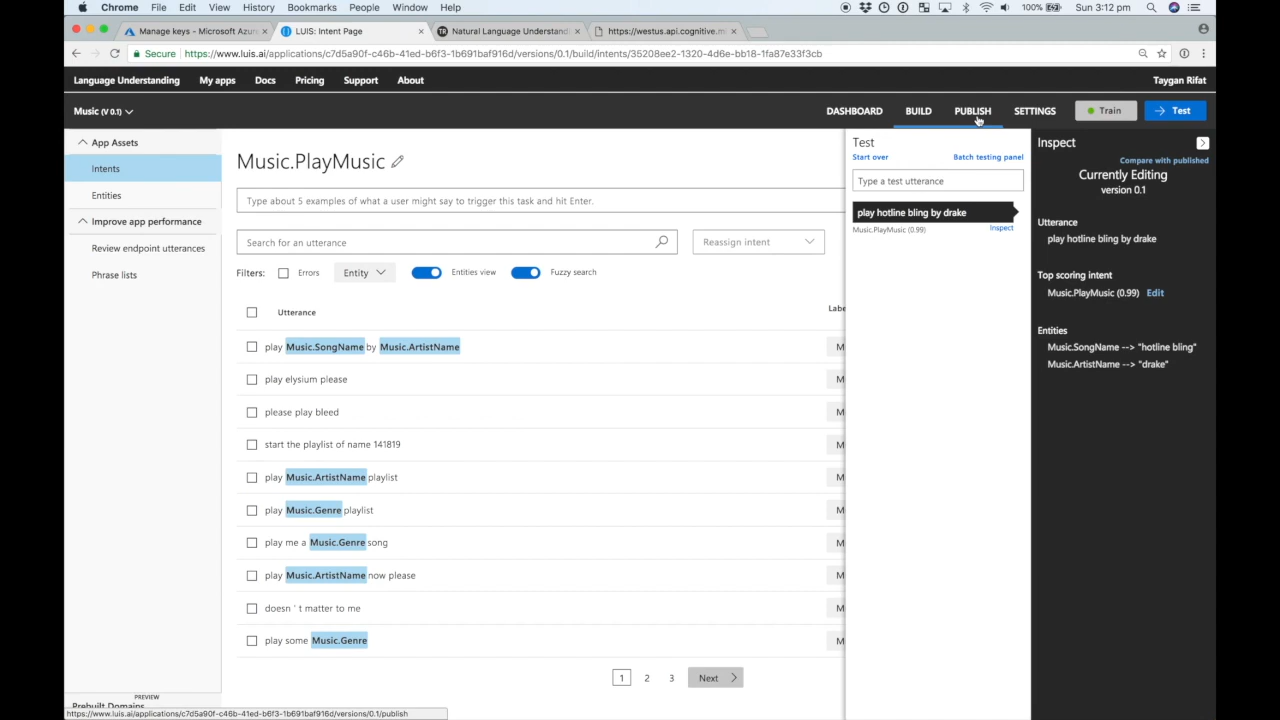 Chrome File Edit View History Bookmarks People Window Help 100% Sun 3:12 pm
Manage keys - Microsoft Azur × LUIS: Intent Page × Natural Language Understandin × https://westus.api.cognitive.m ×
Secure https://www.luis.ai/applications/c7d5a90f-c46b-41ed-b6f3-1b691baf916d/versions/0.1/build/intents/35208ee2-1320-4d6e-bb18-1fa87e33f3cb
Language Understanding My apps Docs Pricing Support About Taygan Rifat
Music (V 0.1) DASHBOARD BUILD PUBLISH SETTINGS Train Test
App Assets
Intents
Entities
Improve app performance
Review endpoint utterances
Phrase lists
PREVIEW
Prebuilt Domains
Music.PlayMusic
Type about 5 examples of what a user might say to trigger this task and hit Enter.
Search for an utterance Reassign intent
Filters: Errors Entity Entities view Fuzzy search
Utterance Labe
play Music.SongName by Music.ArtistName M
play elysium please M
please play bleed M
start the playlist of name 141819 M
play Music.ArtistName playlist M
play Music.Genre playlist M
play me a Music.Genre song M
play Music.ArtistName now please M
doesn ' t matter to me M
play some Music.Genre M
1 2 3 Next
Test
Start over Batch testing panel
Type a test utterance
play hotline bling by drake
Music.PlayMusic (0.99) Inspect
Inspect
Compare with published
Currently Editing
version 0.1
Utterance
play hotline bling by drake
Top scoring intent
Music.PlayMusic (0.99) Edit
Entities
Music.SongName --> "hotline bling"
Music.ArtistName --> "drake"
https://www.luis.ai/applications/c7d5a90f-c46b-41ed-b6f3-1b691baf916d/versions/0.1/publish